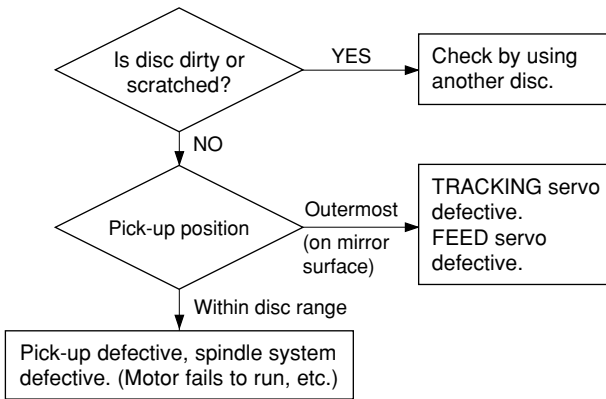 Is disc dirty or
scratched?
YES
Check by using
another disc.
NO
Pick-up position
Outermost
(on mirror
surface)
TRACKING servo
defective.
FEED servo
defective.
Within disc range
Pick-up defective, spindle system
defective. (Motor fails to run, etc.)